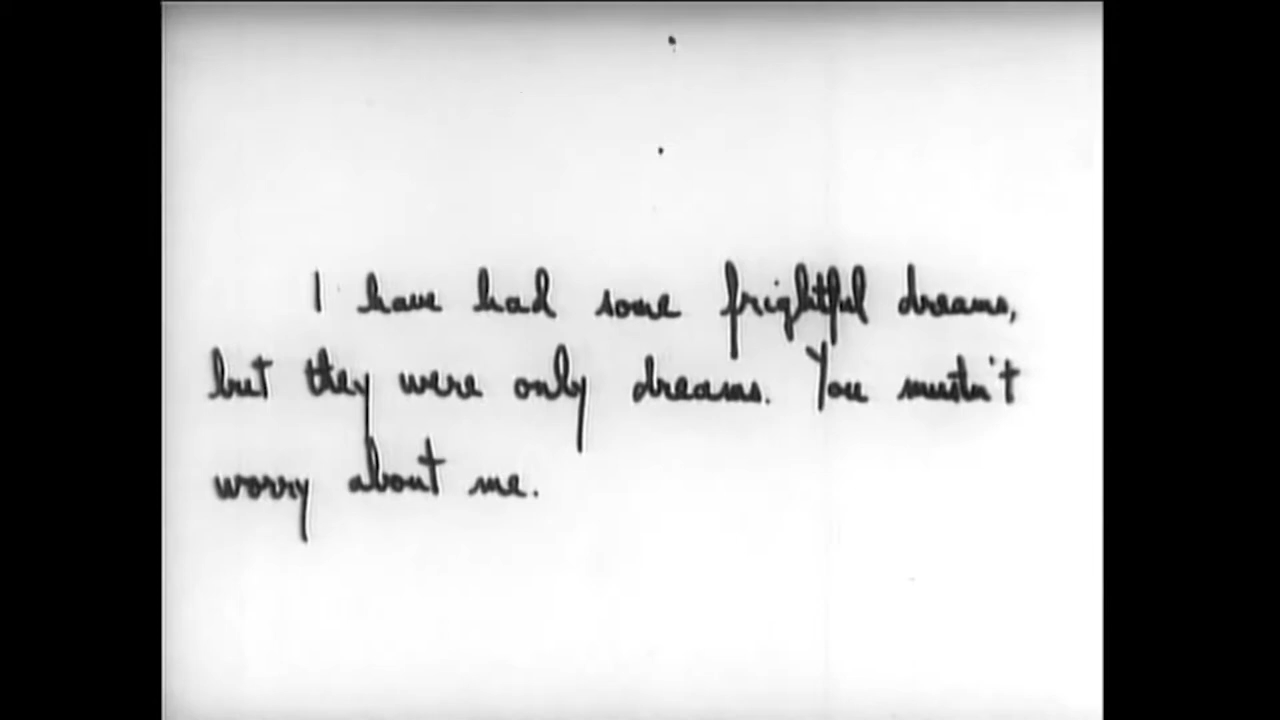 I have had some frightful dreams,
but they were only dreams. You mustn't
worry about me.